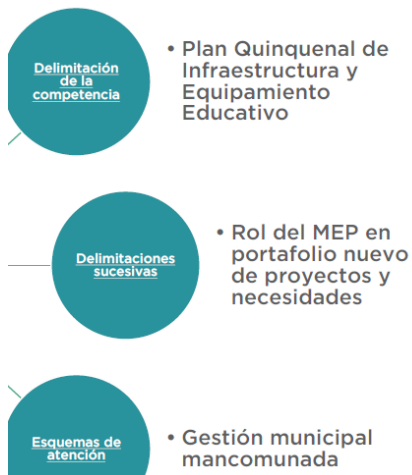 Delimitación
de la
competencia
• Plan Quinquenal de
Infraestructura y
Equipamiento
Educativo
Delimitaciones
sucesivas
• Rol del MEP en
portafolio nuevo
de proyectos y
necesidades
Esquemas de
atención
• Gestión municipal
mancomunada